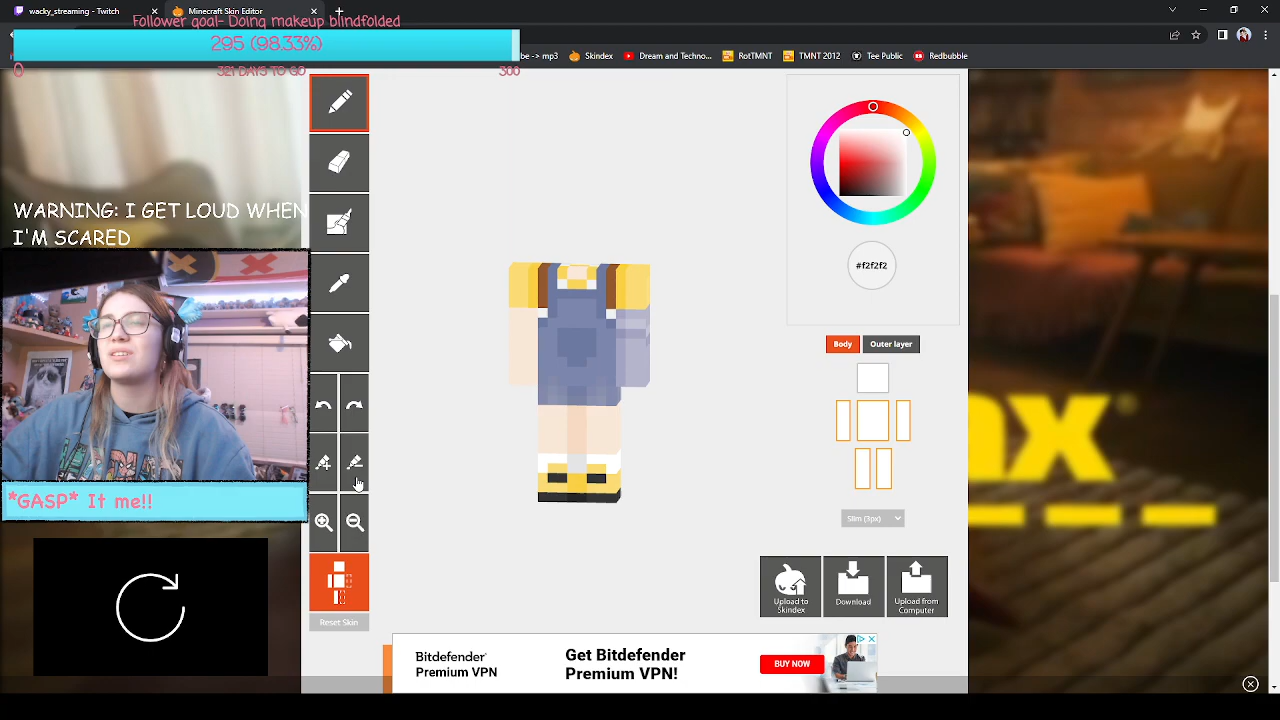 wacky_streaming - Twitch
Minecraft Skin Editor
Follower goal- Doing makeup blindfolded
295 (98.33%)
0
321 DAYS TO GO
300
be -> mp3
Skindex
Dream and Techno...
RotTMNT
TMNT 2012
Tee Public
Redbubble
WARNING: I GET LOUD WHEN
I'M SCARED
*GASP* It me!!
#f2f2f2
Body
Outer layer
Slim (3px)
Upload to
Skindex
Download
Upload from
Computer
Reset Skin
Bitdefender
Premium VPN
Get Bitdefender
Premium VPN!
BUY NOW